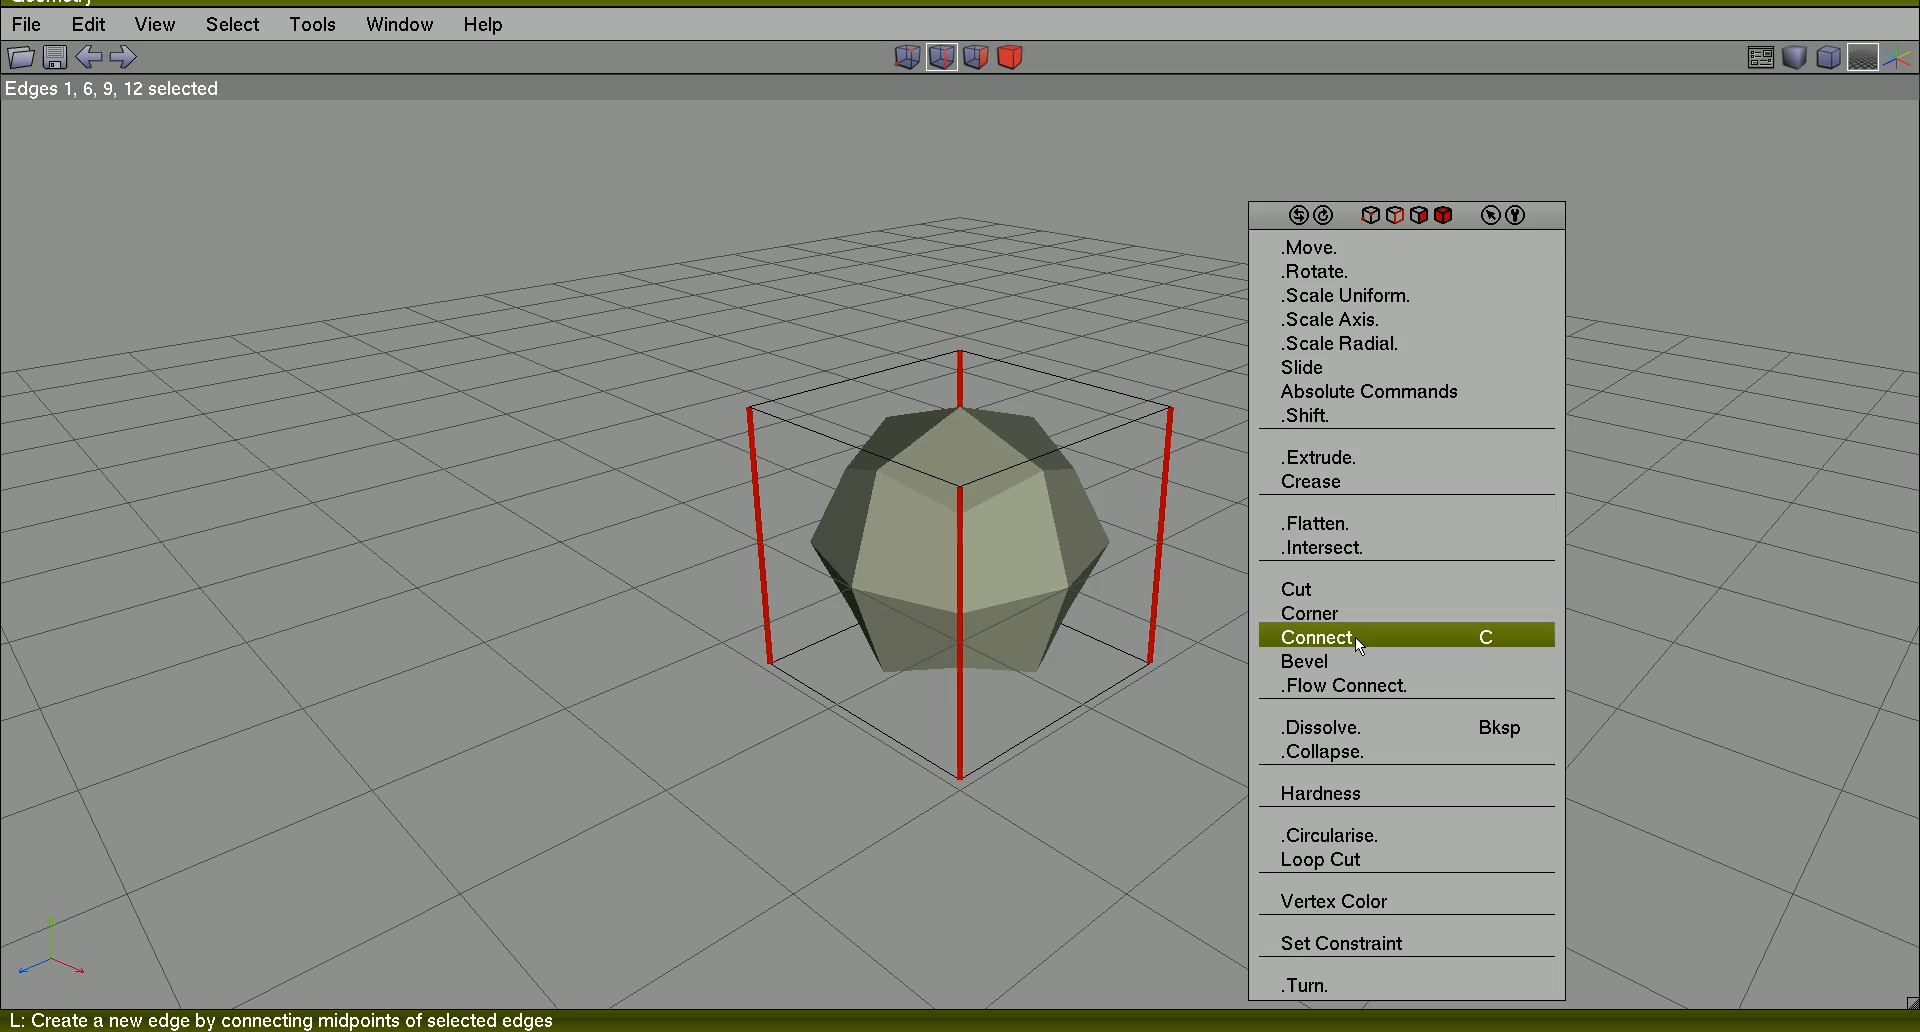 File Edit View Select Tools Window Help
Edges 1, 6, 9, 12 selected
.Move.
.Rotate.
.Scale Uniform.
.Scale Axis.
.Scale Radial.
Slide
Absolute Commands
.Shift.
.Extrude.
Crease
.Flatten.
.Intersect.
Cut
Corner
Connect C
Bevel
.Flow Connect.
.Dissolve. Bksp
.Collapse.
Hardness
.Circularise.
Loop Cut
Vertex Color
Set Constraint
.Turn.
L: Create a new edge by connecting midpoints of selected edges